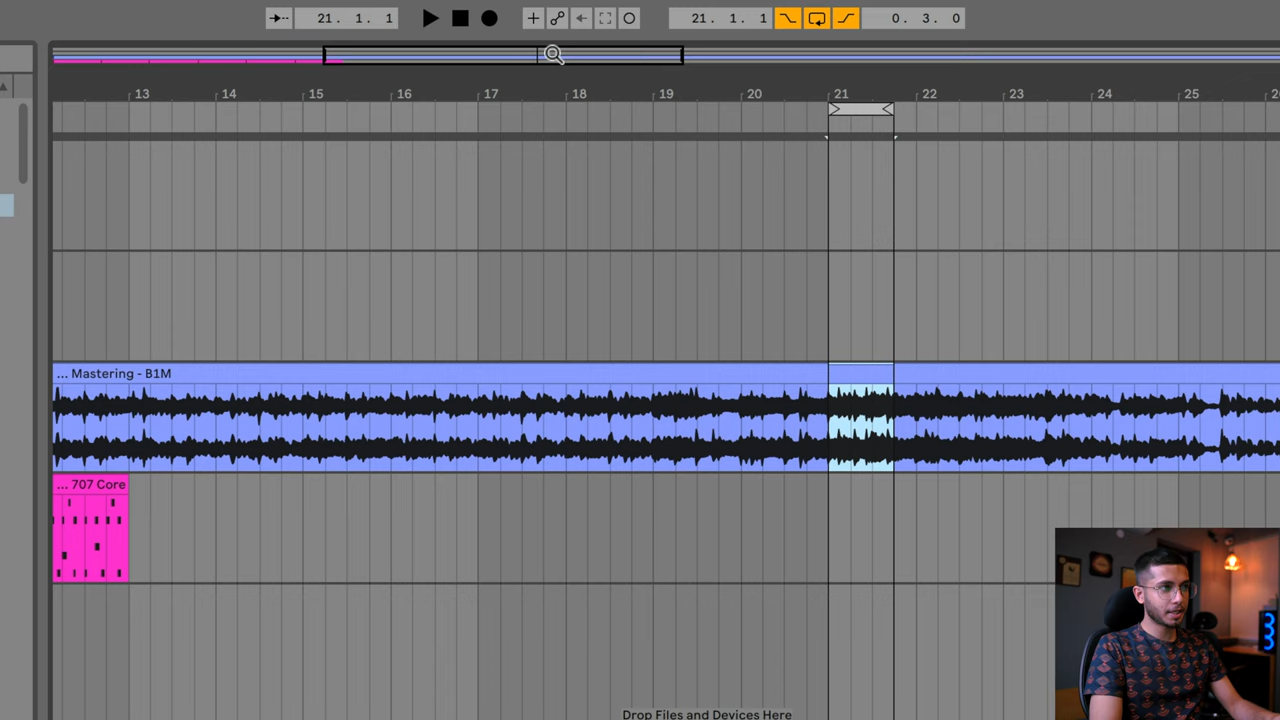 21. 1. 1
21. 1. 1
0. 3. 0
13 14 15 16 17 18 19 20 21 22 23 24 25
... Mastering - B1M
... 707 Core
Drop Files and Devices Here